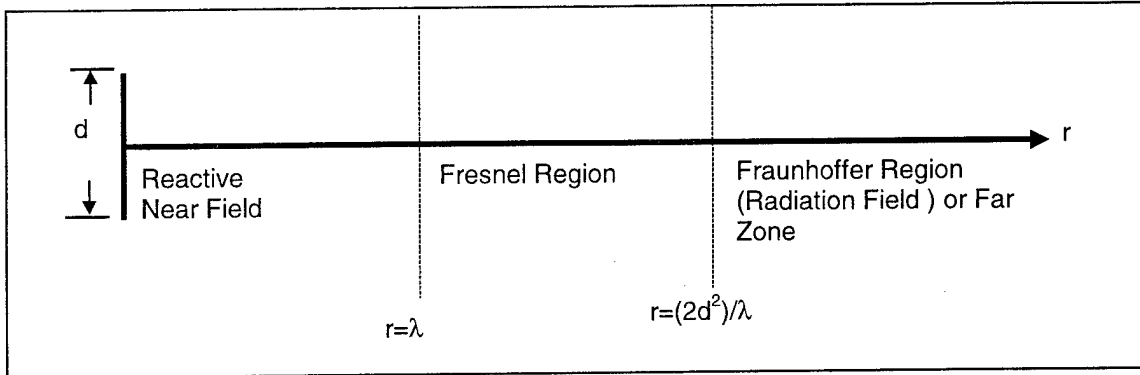 d
r
Reactive
Near Field
Fresnel Region
Fraunhoffer Region
(Radiation Field ) or Far
Zone
r=λ
r=(2d²)/λ